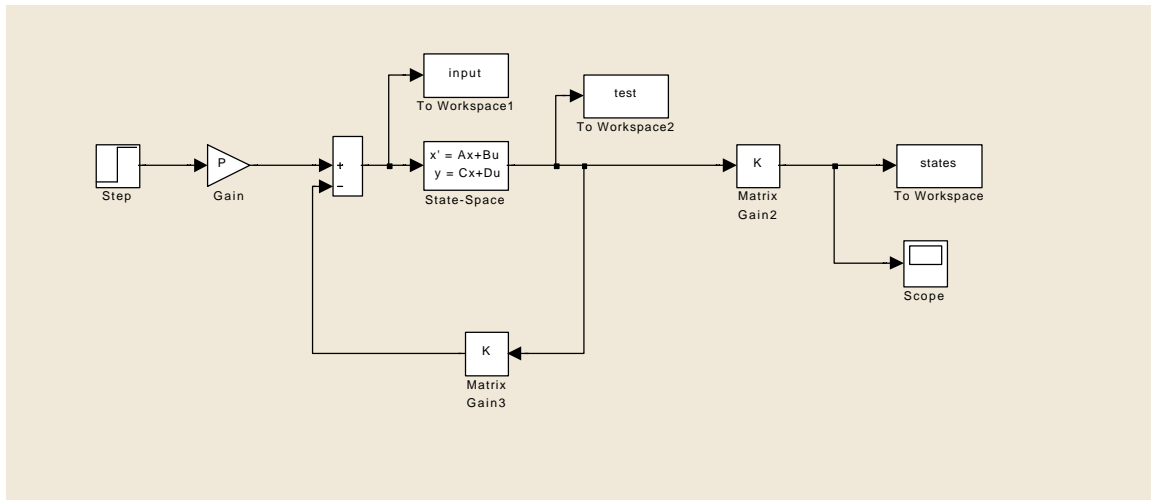 input
To Workspace1
test
To Workspace2
Step
P
Gain
+
−
x' = Ax+Bu
y = Cx+Du
State-Space
K
Matrix
Gain2
states
To Workspace
Scope
K
Matrix
Gain3